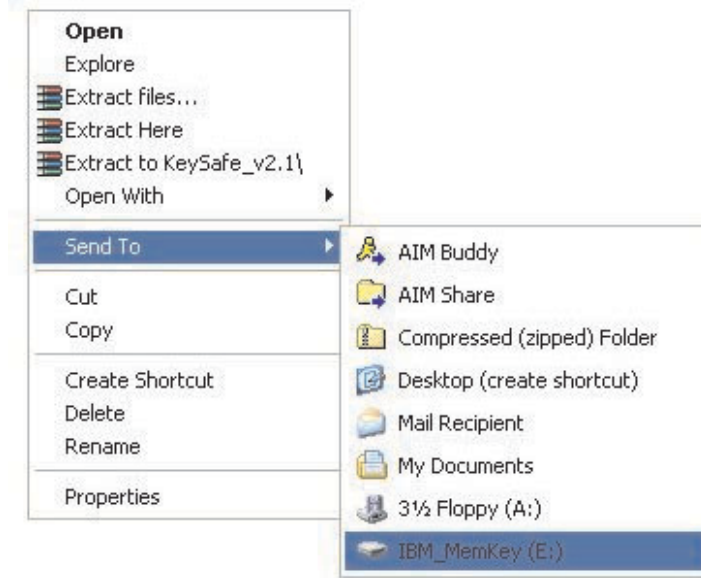 Open
Explore
Extract files...
Extract Here
Extract to KeySafe_v2.1\
Open With
Send To
Cut
Copy
Create Shortcut
Delete
Rename
Properties
AIM Buddy
AIM Share
Compressed (zipped) Folder
Desktop (create shortcut)
Mail Recipient
My Documents
3½ Floppy (A:)
IBM_MemKey (E:)